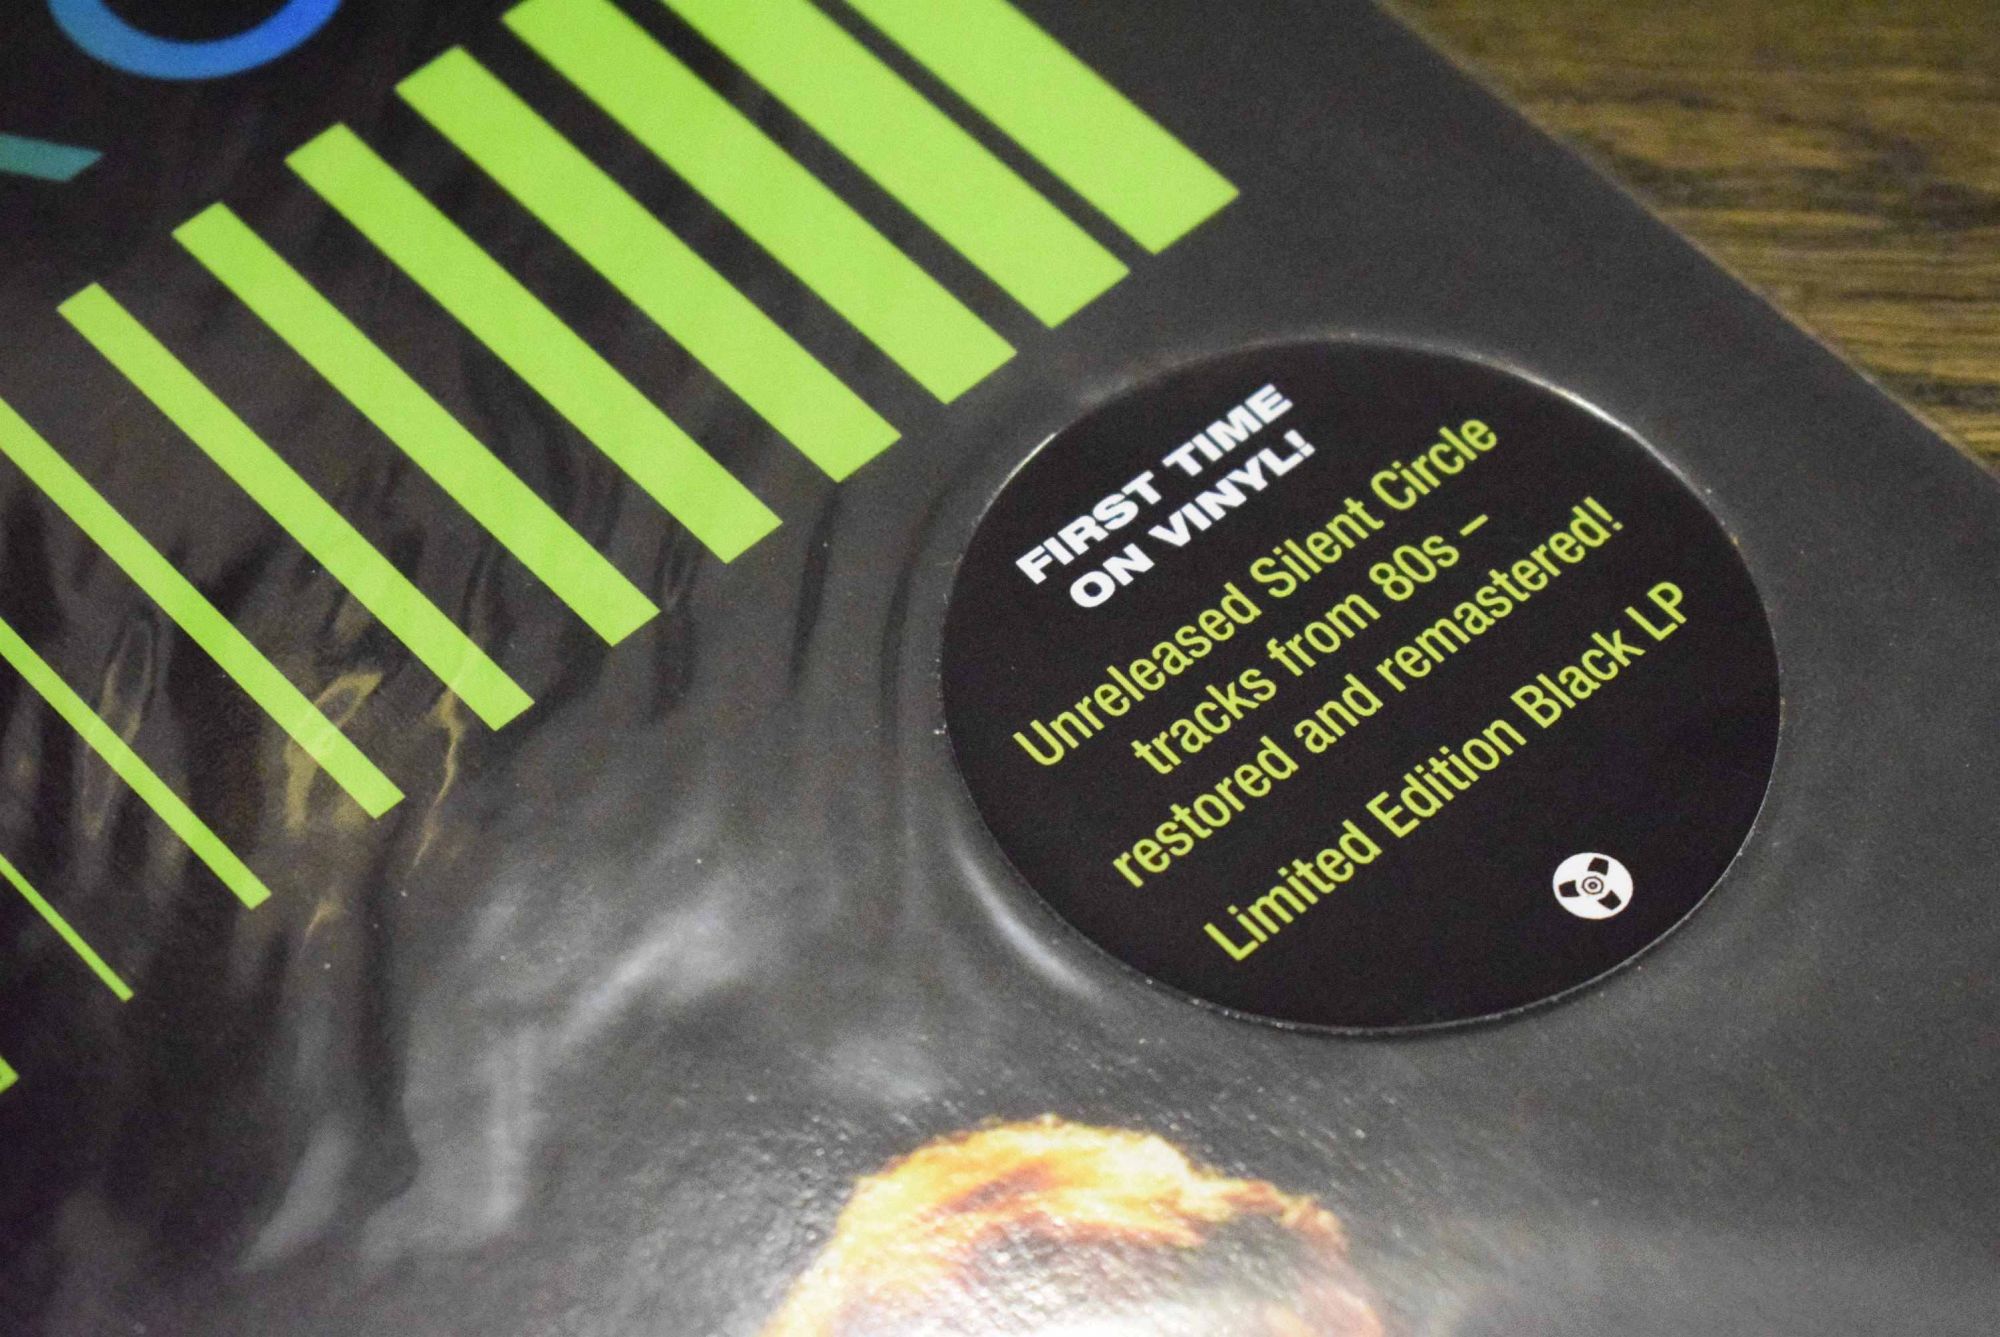 FIRST TIME
ON VINYL!
Unreleased Silent Circle
tracks from 80s –
restored and remastered!
Limited Edition Black LP